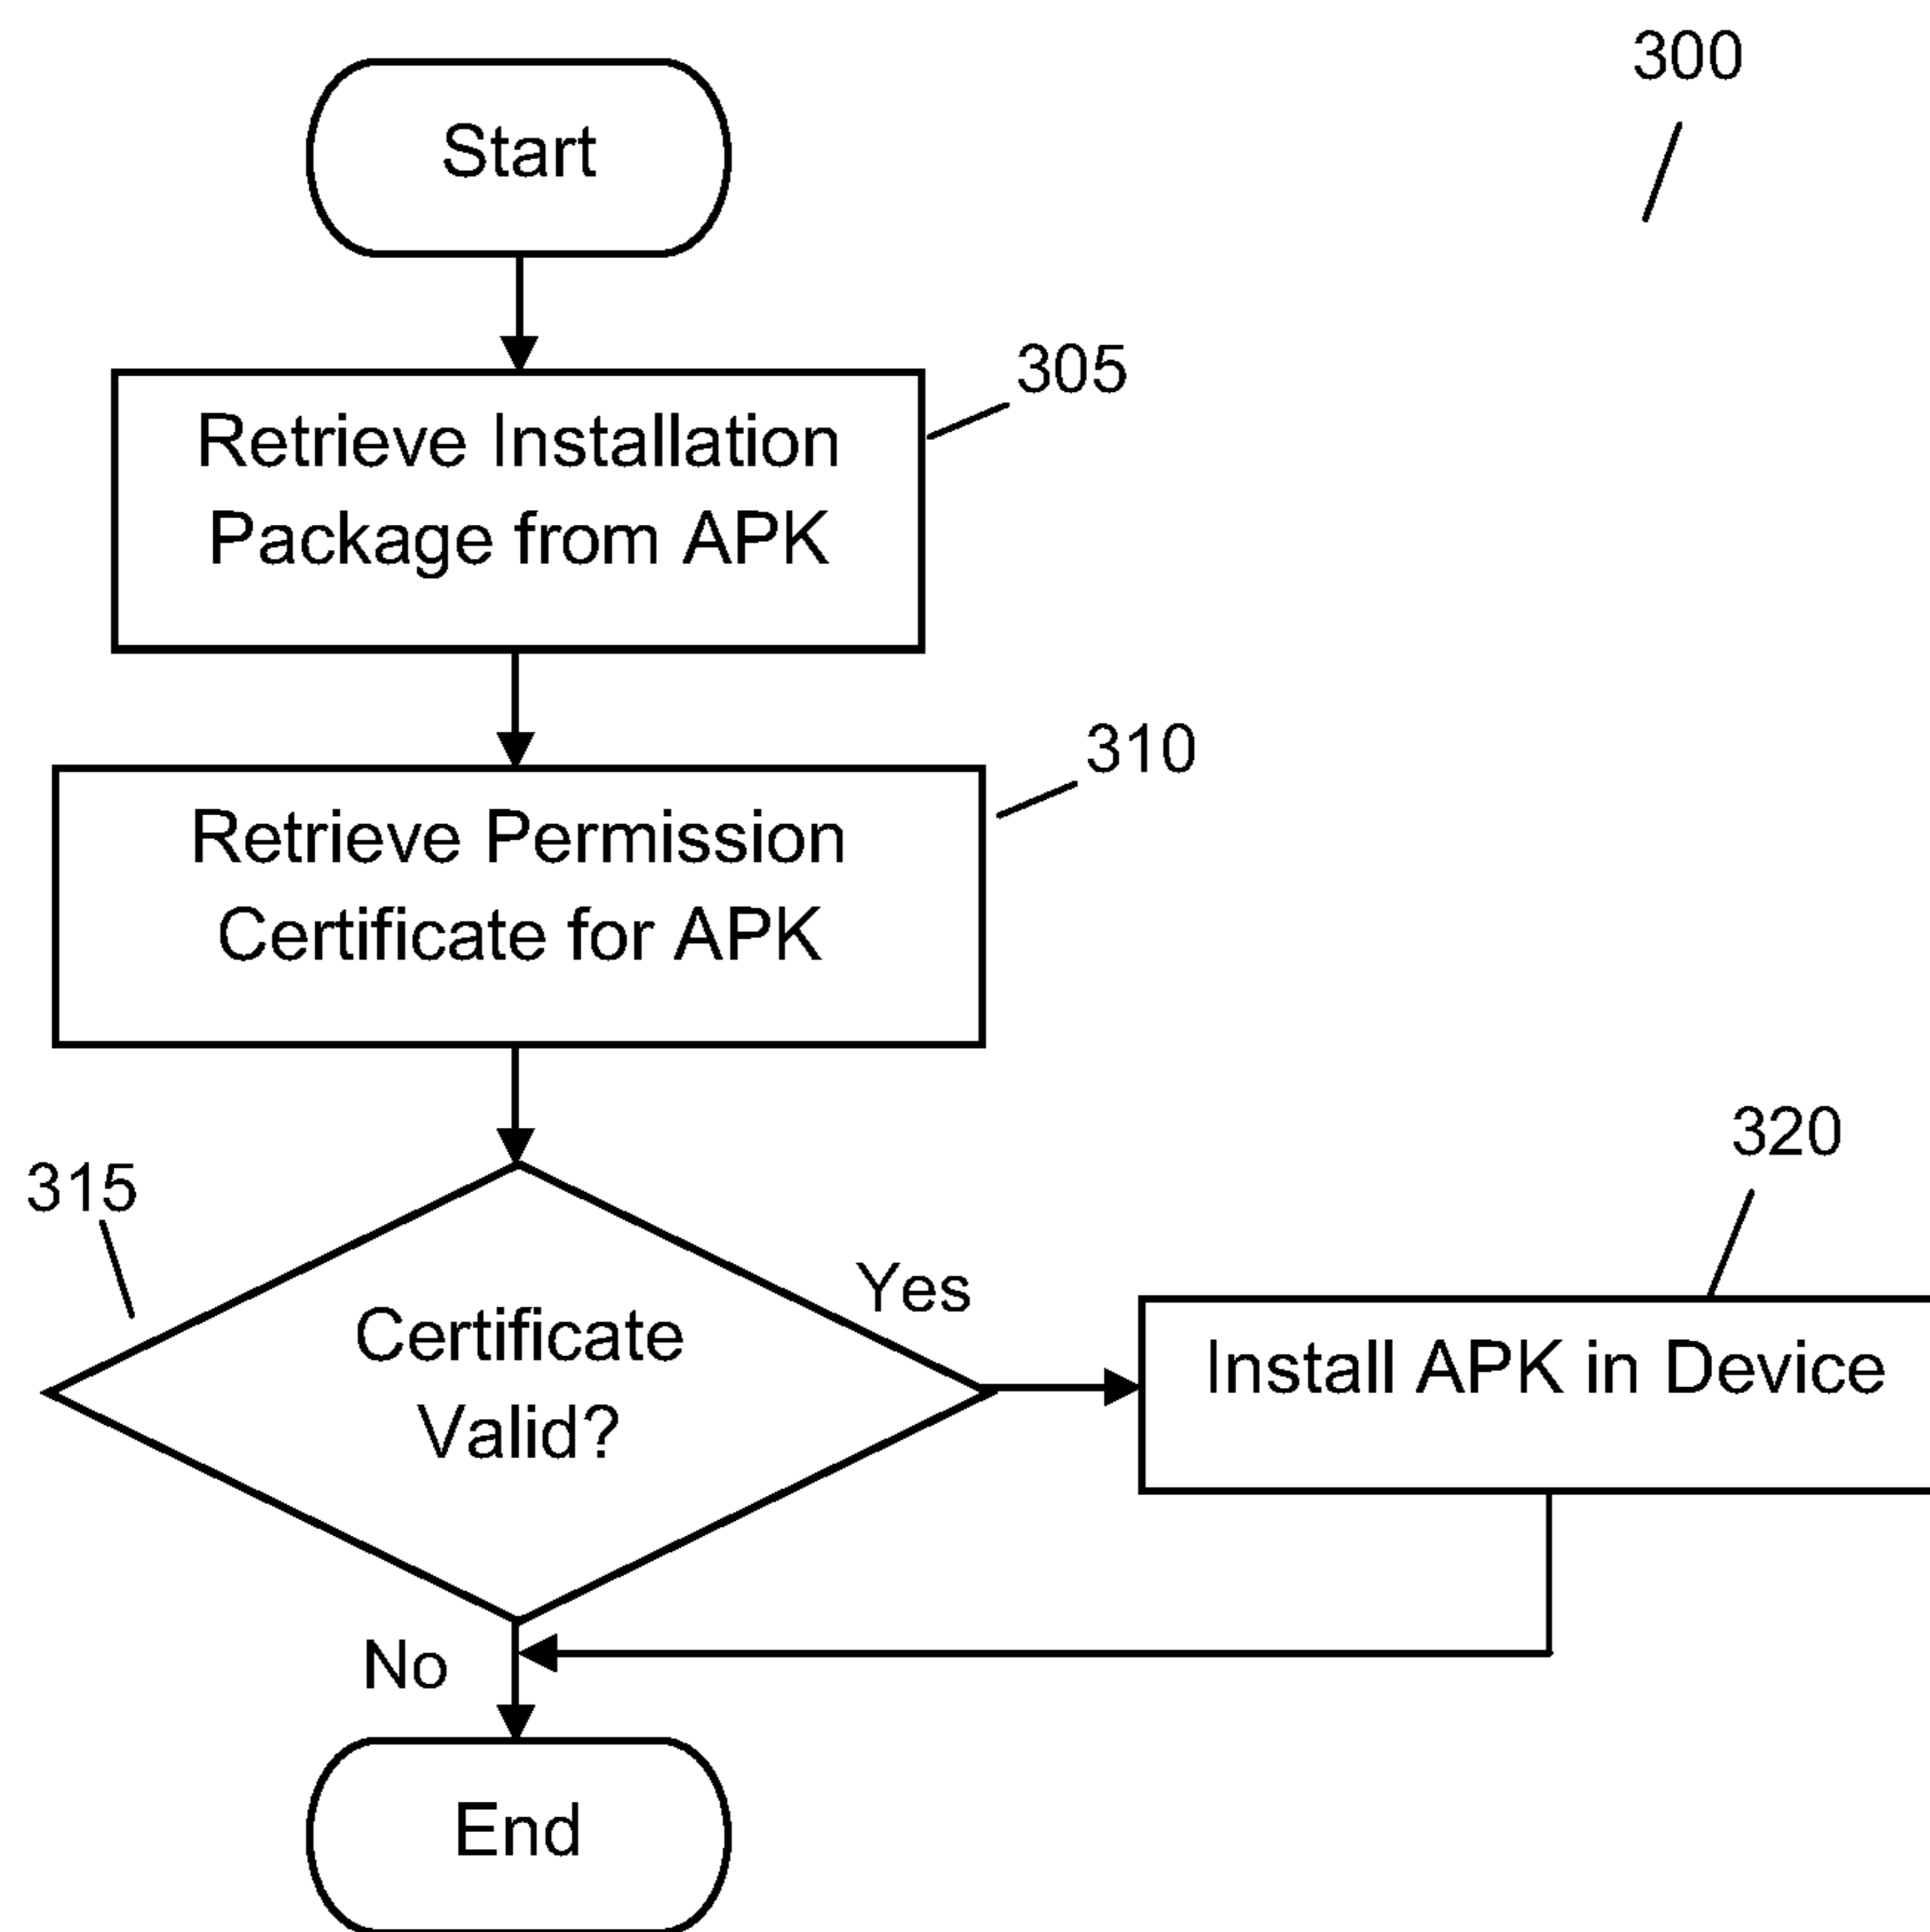 300
Start
305
Retrieve Installation
Package from APK
310
Retrieve Permission
Certificate for APK
315
320
Yes
Certificate
Valid?
Install APK in Device
No
End